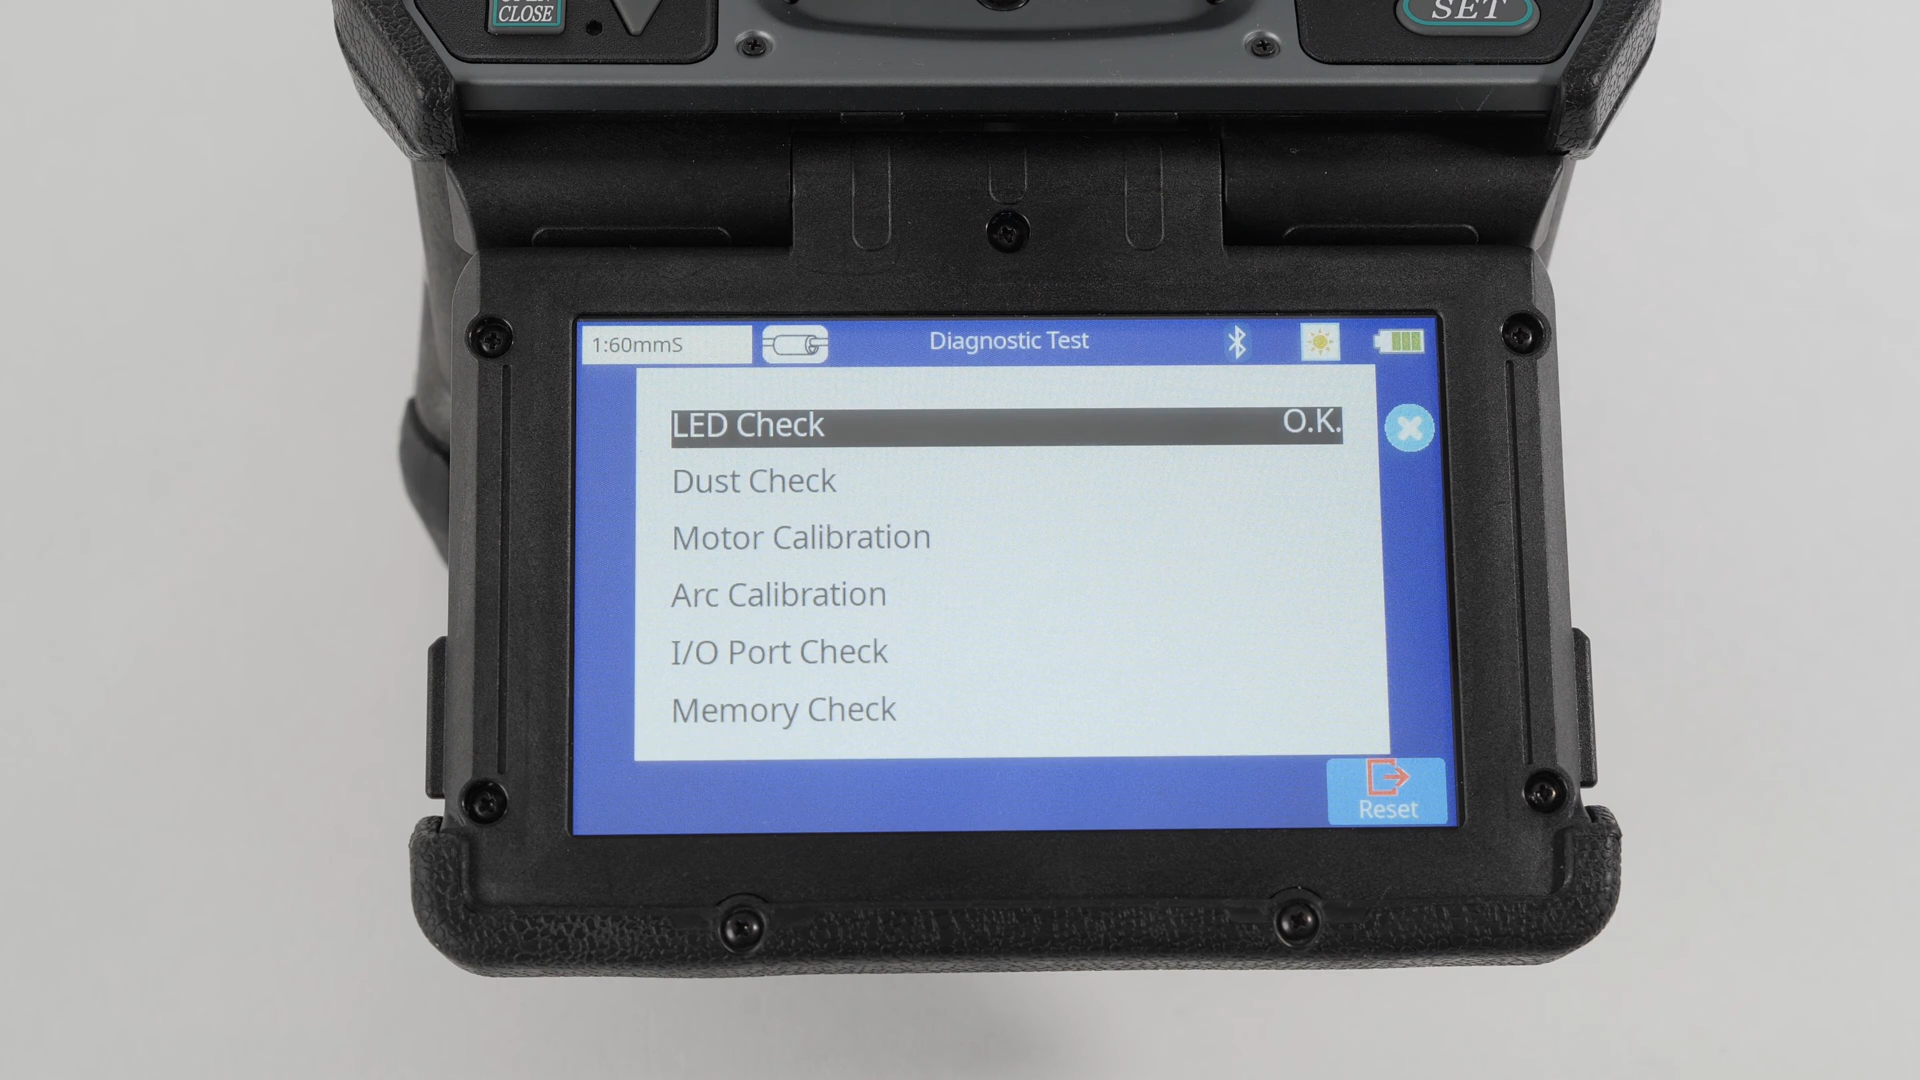 OPEN
CLOSE
SET
1:60mmS
Diagnostic Test
LED Check O.K.
Dust Check
Motor Calibration
Arc Calibration
I/O Port Check
Memory Check
Reset